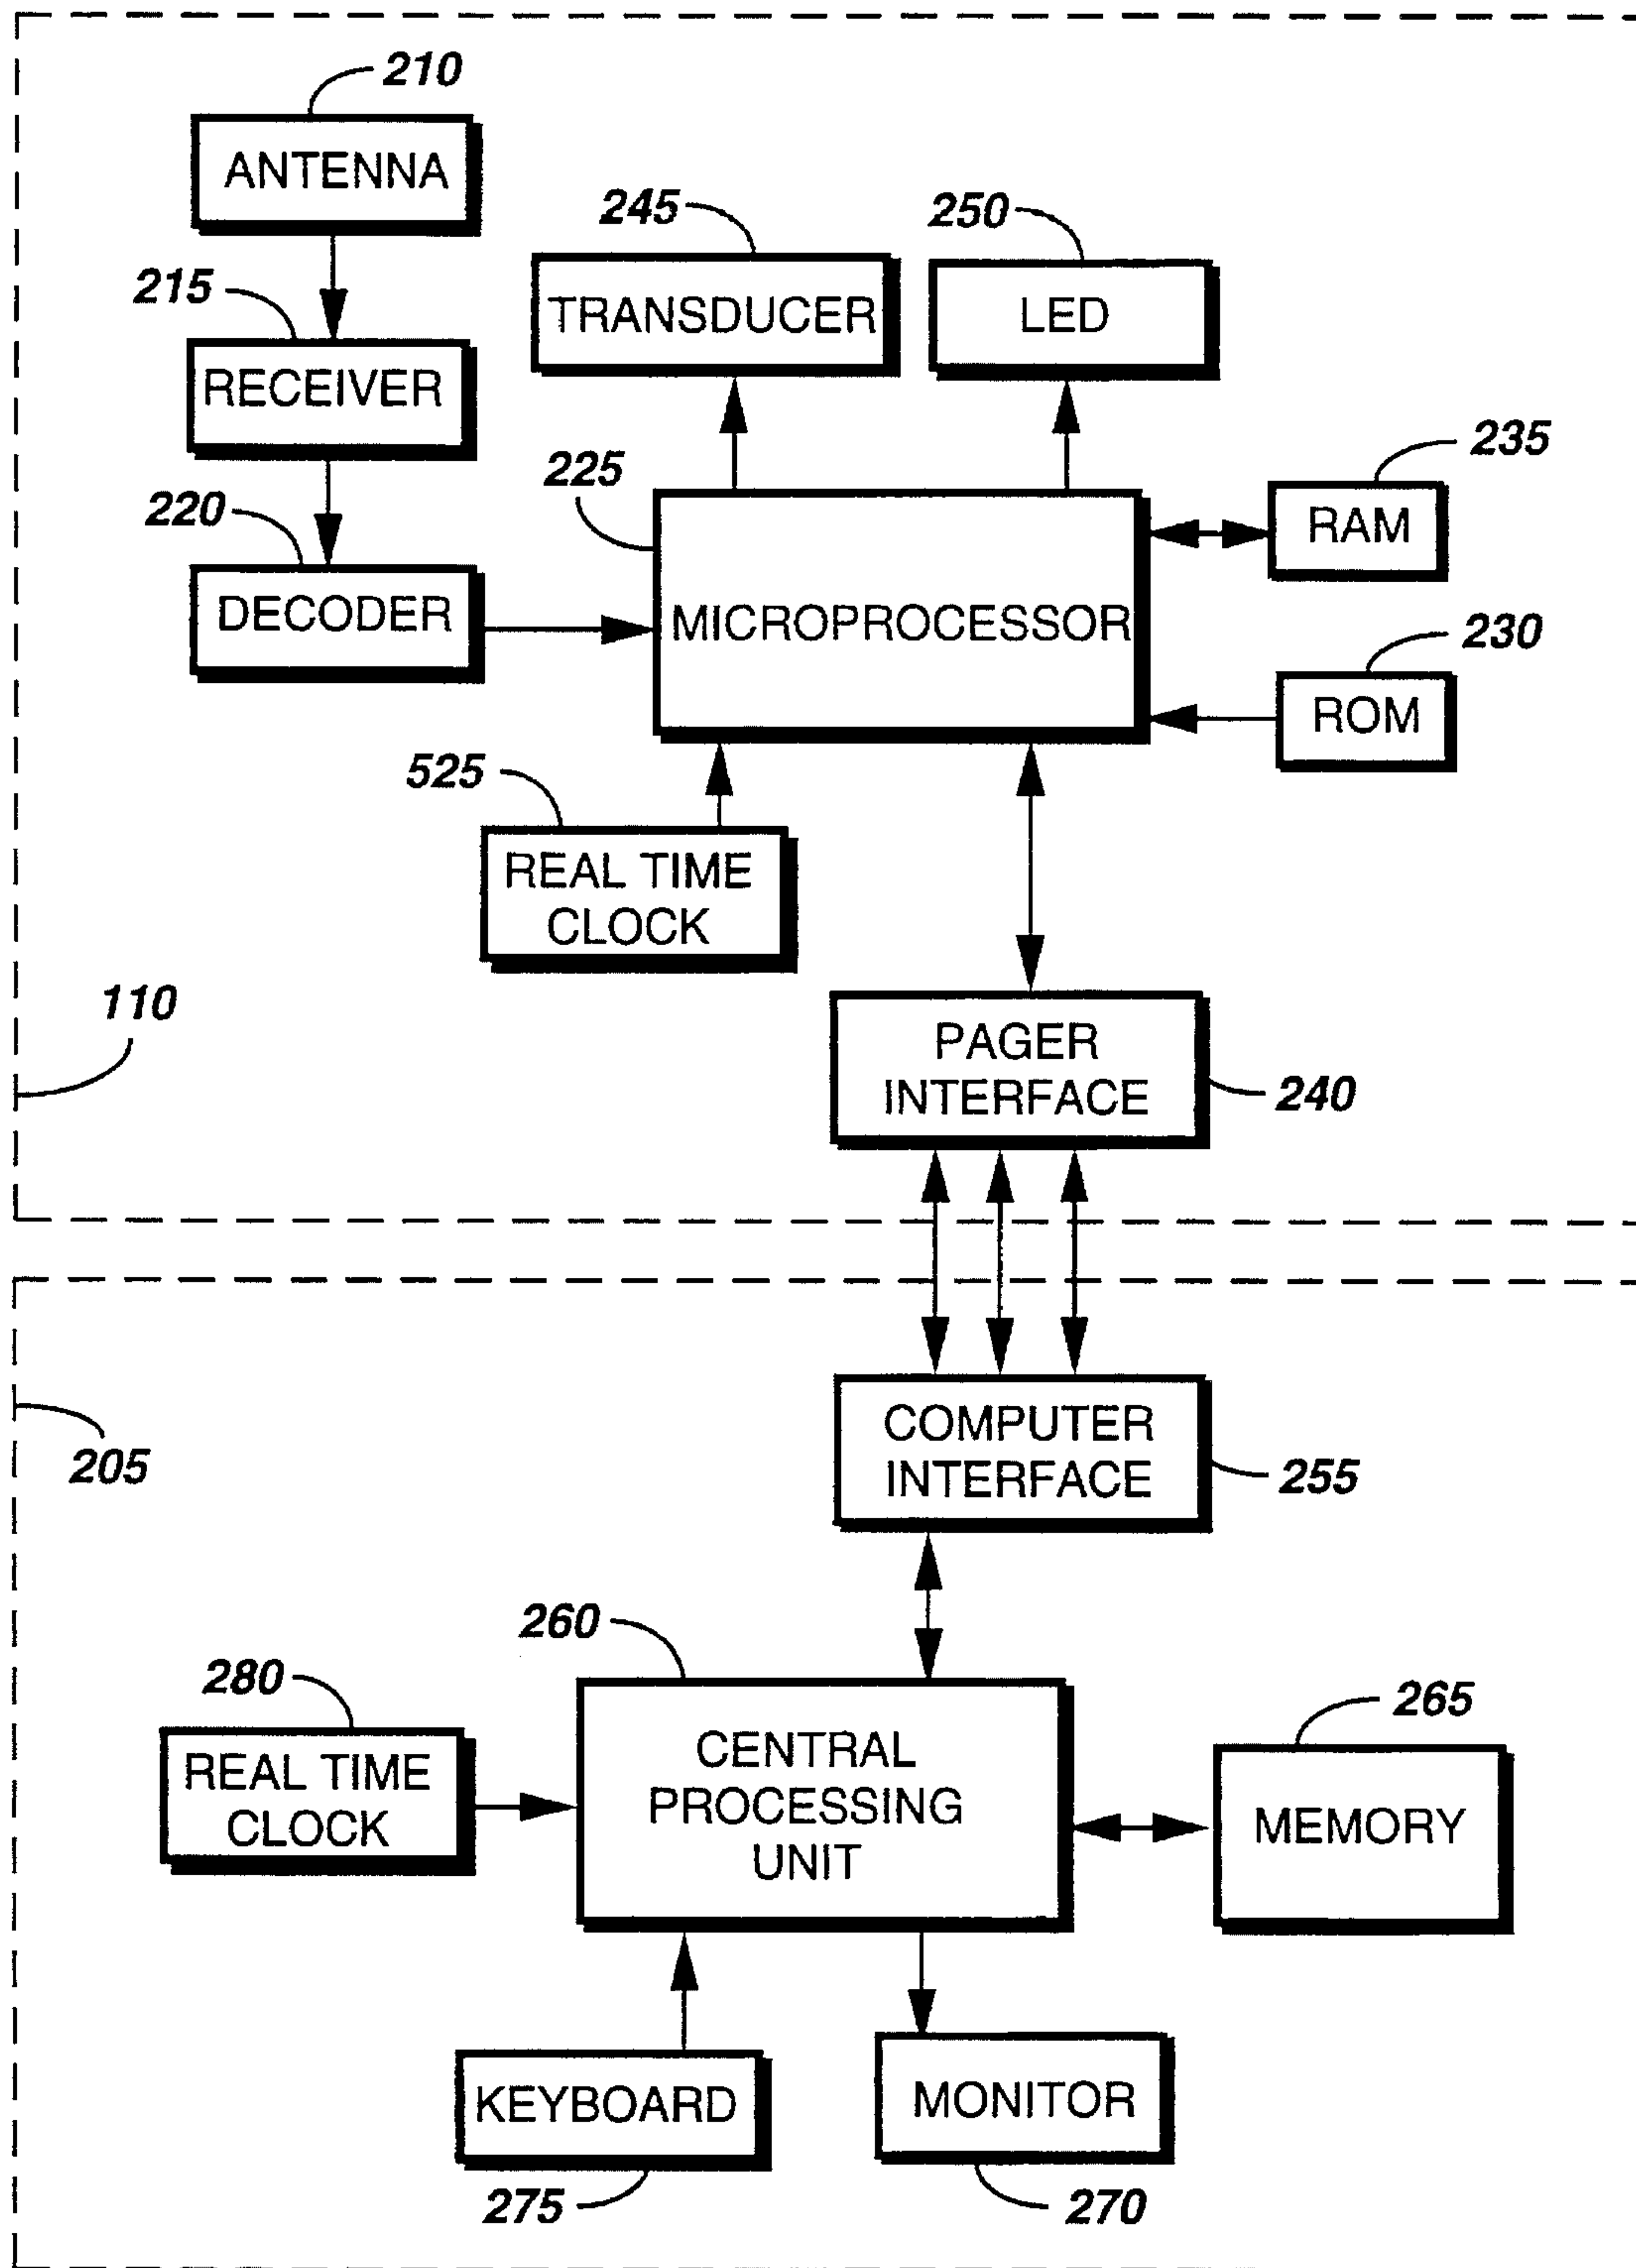 210
ANTENNA
245
250
215
TRANSDUCER
LED
RECEIVER
235
225
220
RAM
DECODER
MICROPROCESSOR
230
ROM
525
REAL TIME
CLOCK
110
PAGER
INTERFACE
240
205
COMPUTER
INTERFACE
255
260
280
265
REAL TIME
CLOCK
CENTRAL
PROCESSING
UNIT
MEMORY
KEYBOARD
MONITOR
275
270